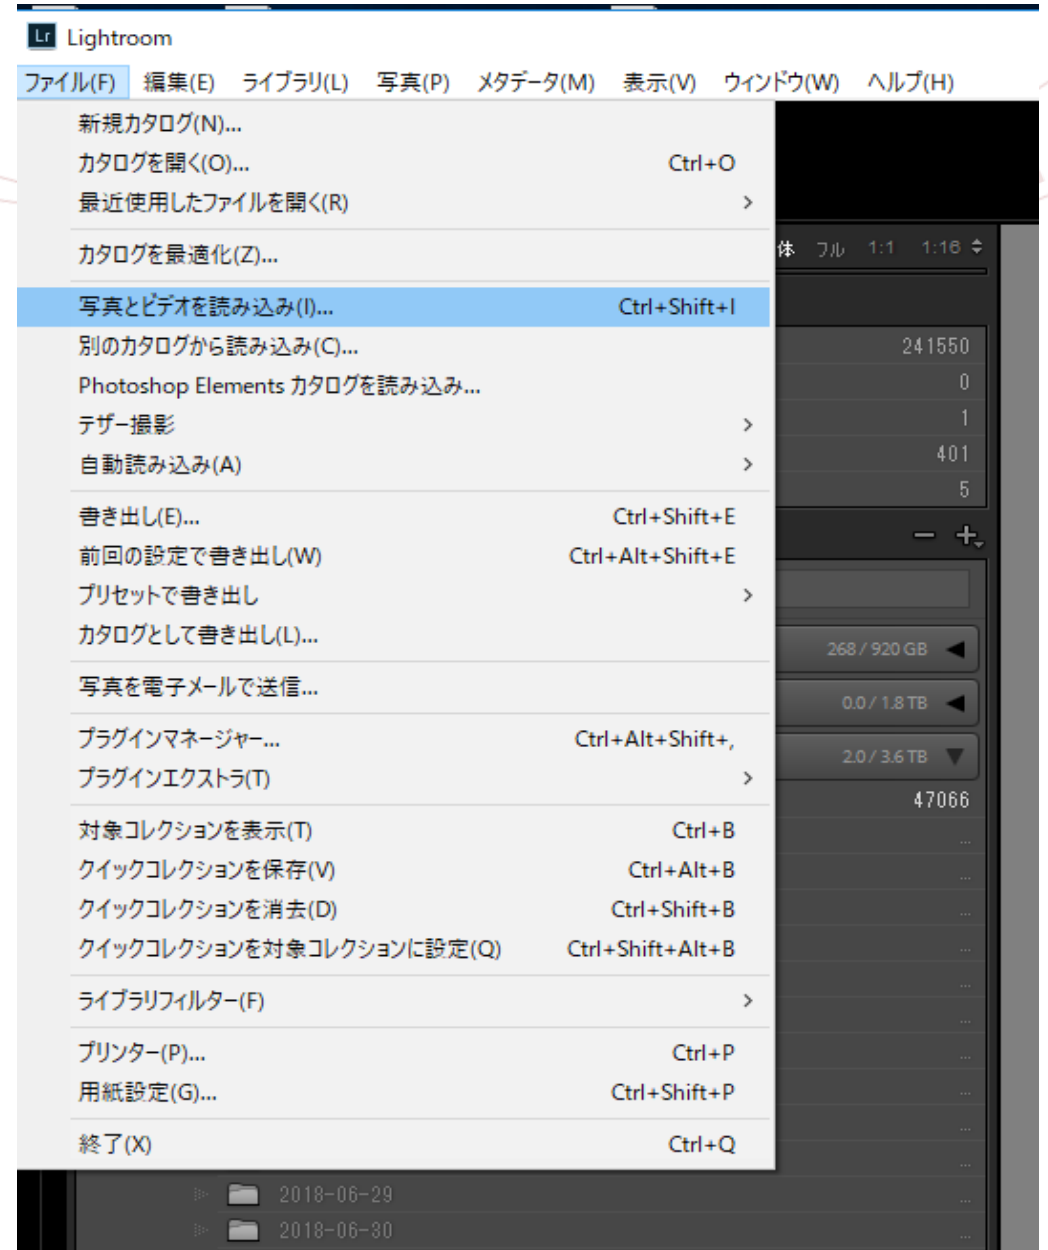 Lr Lightroom
ファイル(F) 編集(E) ライブラリ(L) 写真(P) メタデータ(M) 表示(V) ウィンドウ(W) ヘルプ(H)
新規カタログ(N)...
カタログを開く(O)... Ctrl+O
最近使用したファイルを開く(R)
カタログを最適化(Z)...
体 フル 1:1 1:16
写真とビデオを読み込み(I)... Ctrl+Shift+I
別のカタログから読み込み(C)...
241550
Photoshop Elements カタログを読み込み...
0
テザー撮影
1
自動読み込み(A)
401
5
書き出し(E)... Ctrl+Shift+E
前回の設定で書き出し(W) Ctrl+Alt+Shift+E
プリセットで書き出し
カタログとして書き出し(L)...
268 / 920 GB
写真を電子メールで送信...
0.0 / 1.8 TB
プラグインマネージャー... Ctrl+Alt+Shift+,
2.0 / 3.6 TB
プラグインエクストラ(T)
47066
対象コレクションを表示(T) Ctrl+B
クイックコレクションを保存(V) Ctrl+Alt+B
クイックコレクションを消去(D) Ctrl+Shift+B
クイックコレクションを対象コレクションに設定(Q) Ctrl+Shift+Alt+B
ライブラリフィルター(F)
プリンター(P)... Ctrl+P
用紙設定(G)... Ctrl+Shift+P
終了(X) Ctrl+Q
2018-06-29
2018-06-30